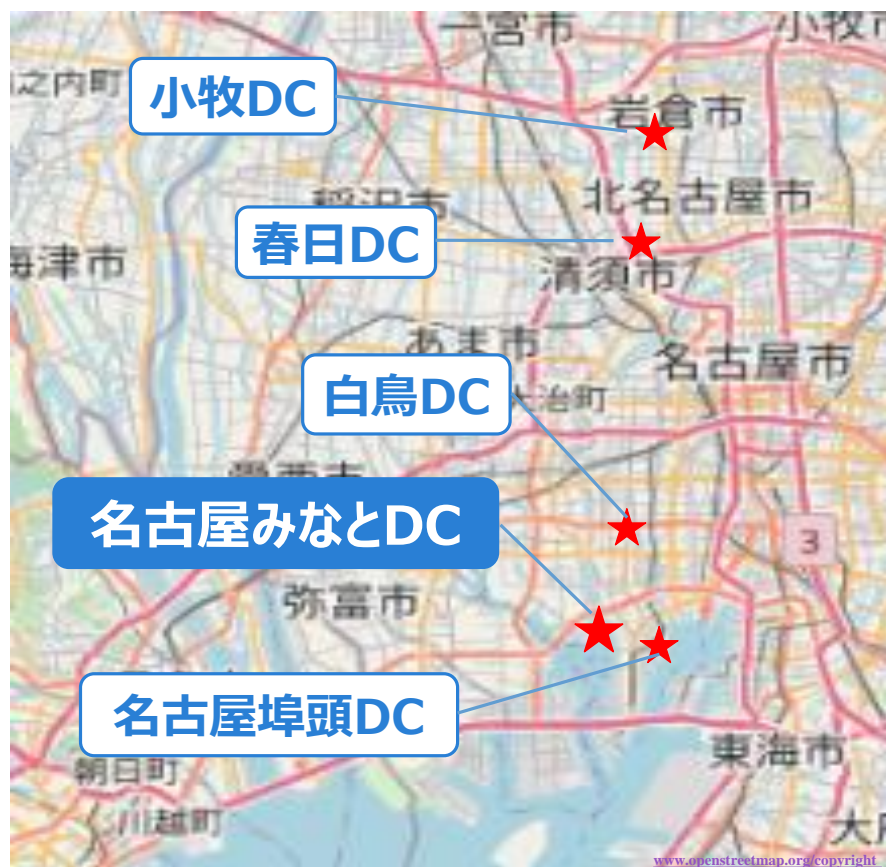 一宮市
小牧DC
岩倉市
北名古屋市
海津市
春日DC
清須市
あま市
名古屋市
白鳥DC
大治町
名古屋みなとDC
3
弥富市
名古屋埠頭DC
東海市
朝日町
川越町
www.openstreetmap.org/copyright